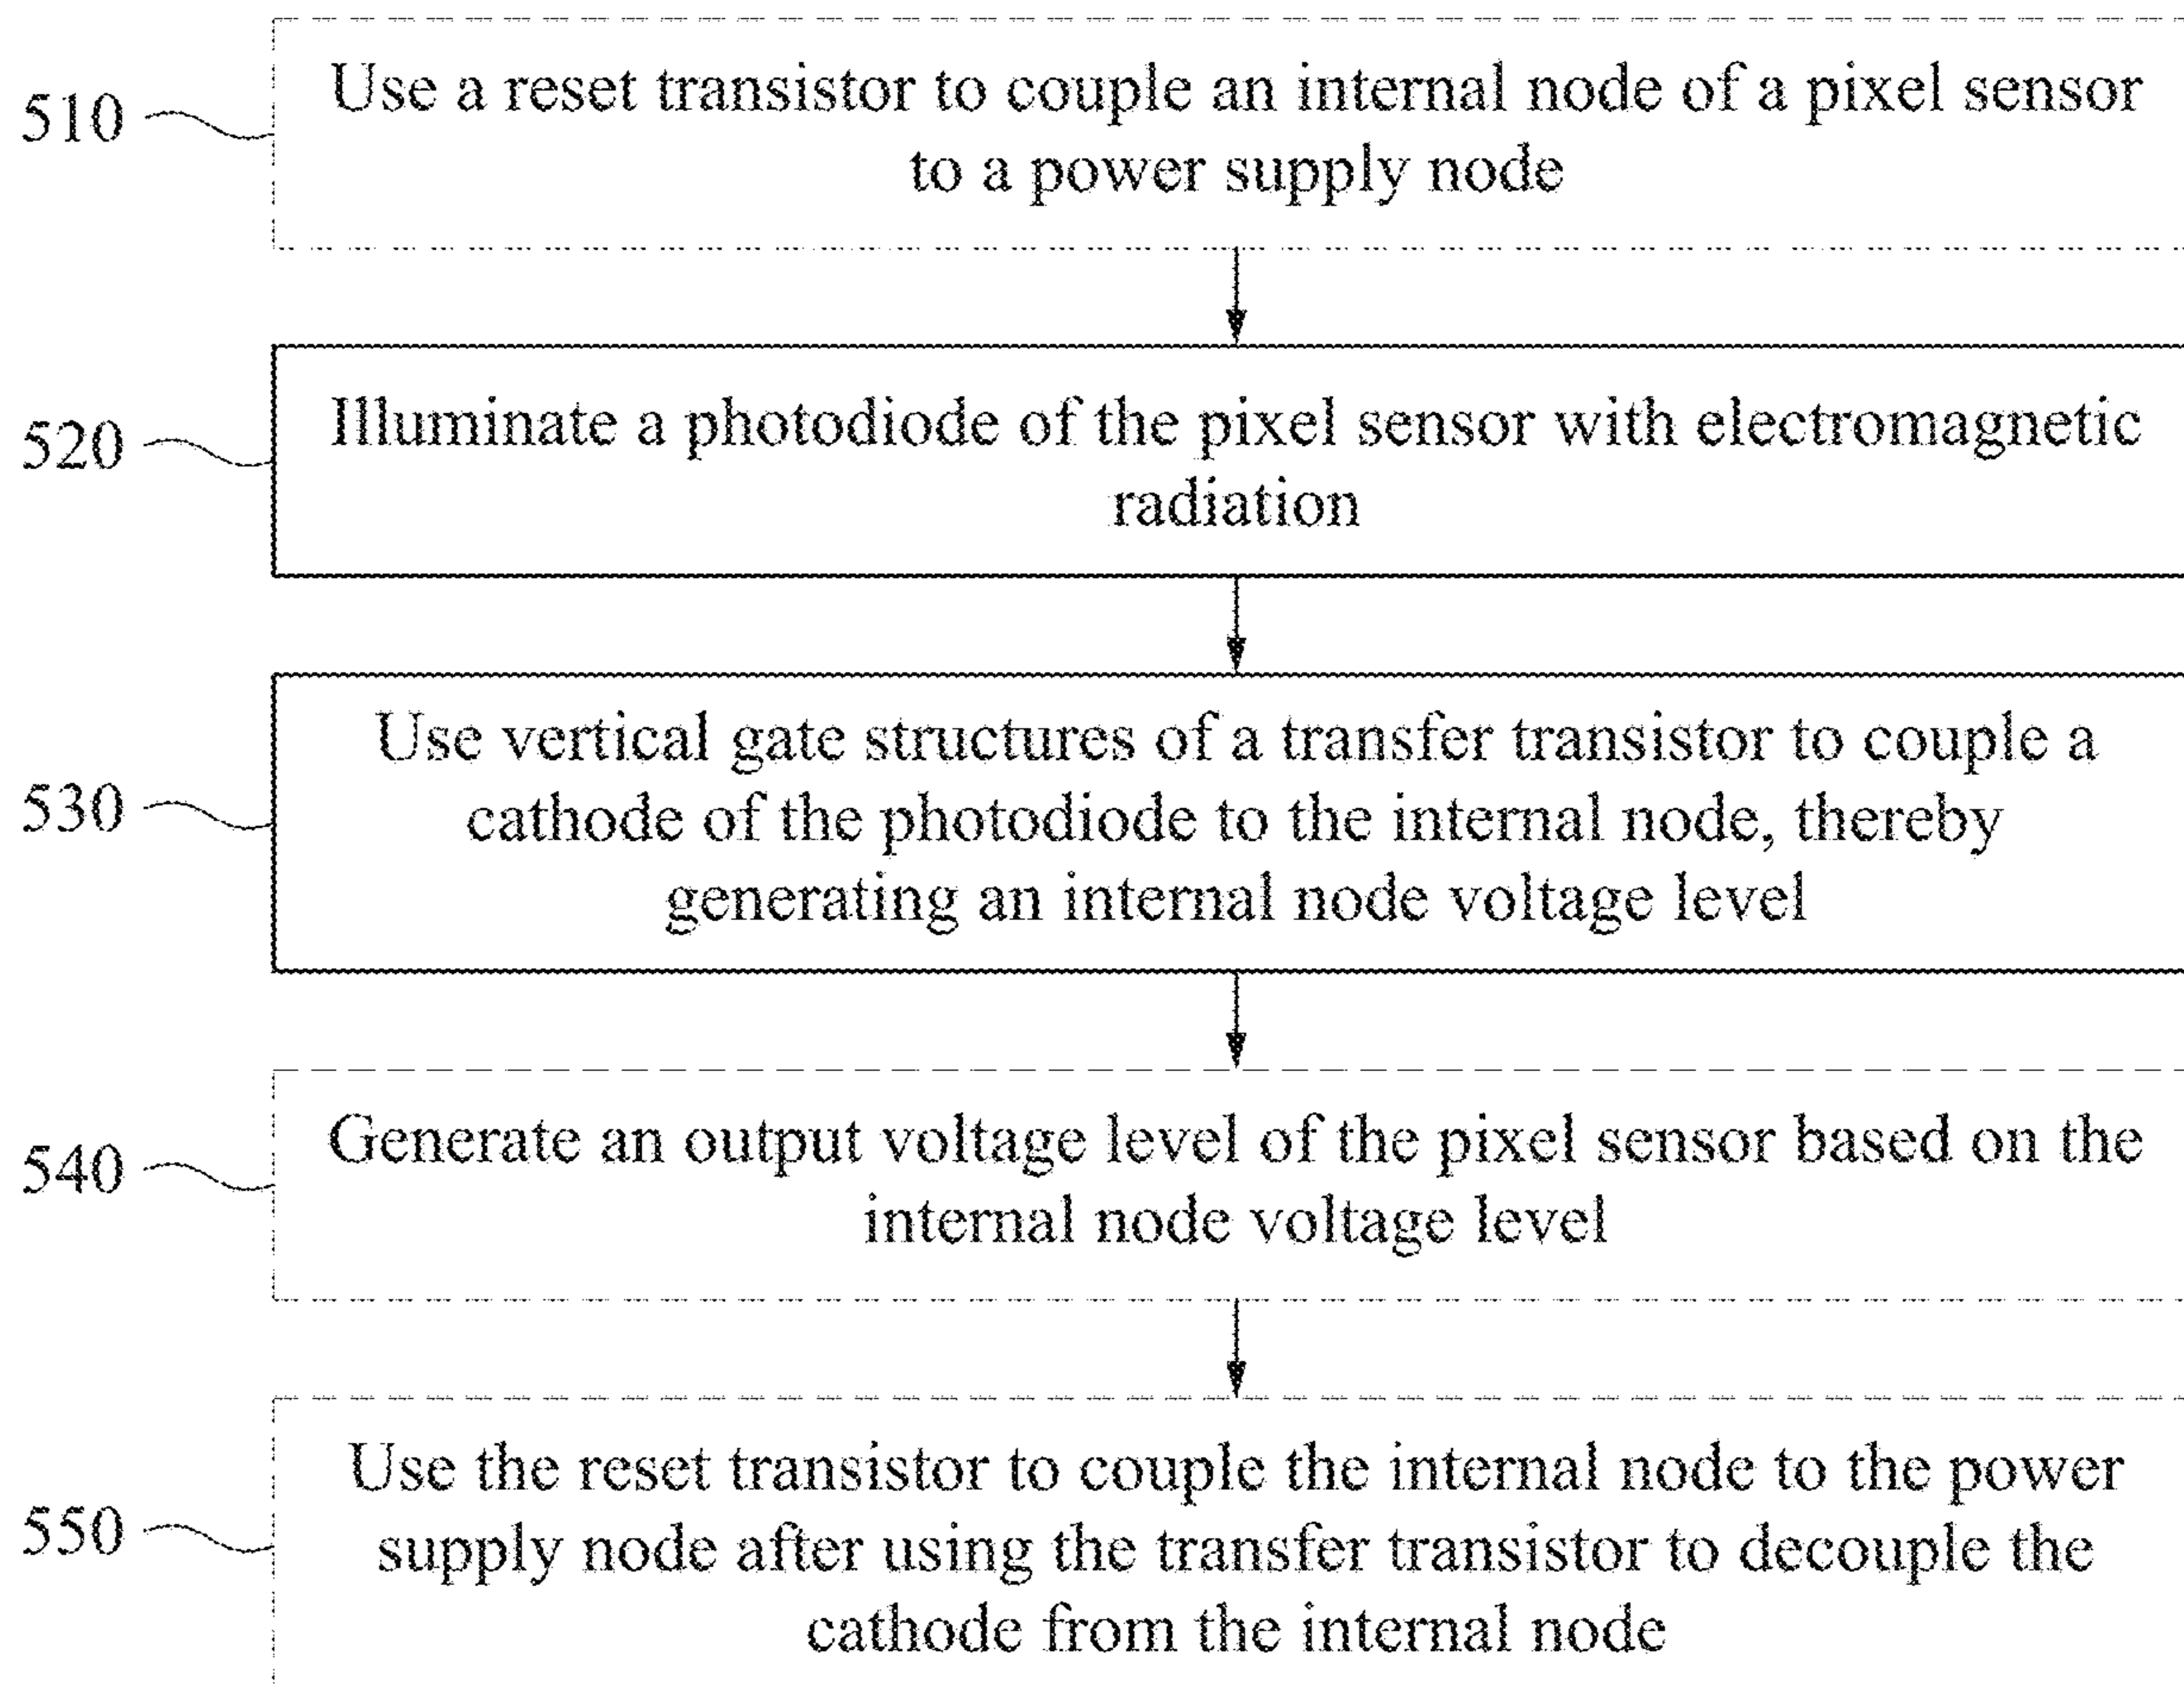 510
Use a reset transistor to couple an internal node of a pixel sensor
to a power supply node
520
Illuminate a photodiode of the pixel sensor with electromagnetic
radiation
530
Use vertical gate structures of a transfer transistor to couple a
cathode of the photodiode to the internal node, thereby
generating an internal node voltage level
540
Generate an output voltage level of the pixel sensor based on the
internal node voltage level
550
Use the reset transistor to couple the internal node to the power
supply node after using the transfer transistor to decouple the
cathode from the internal node